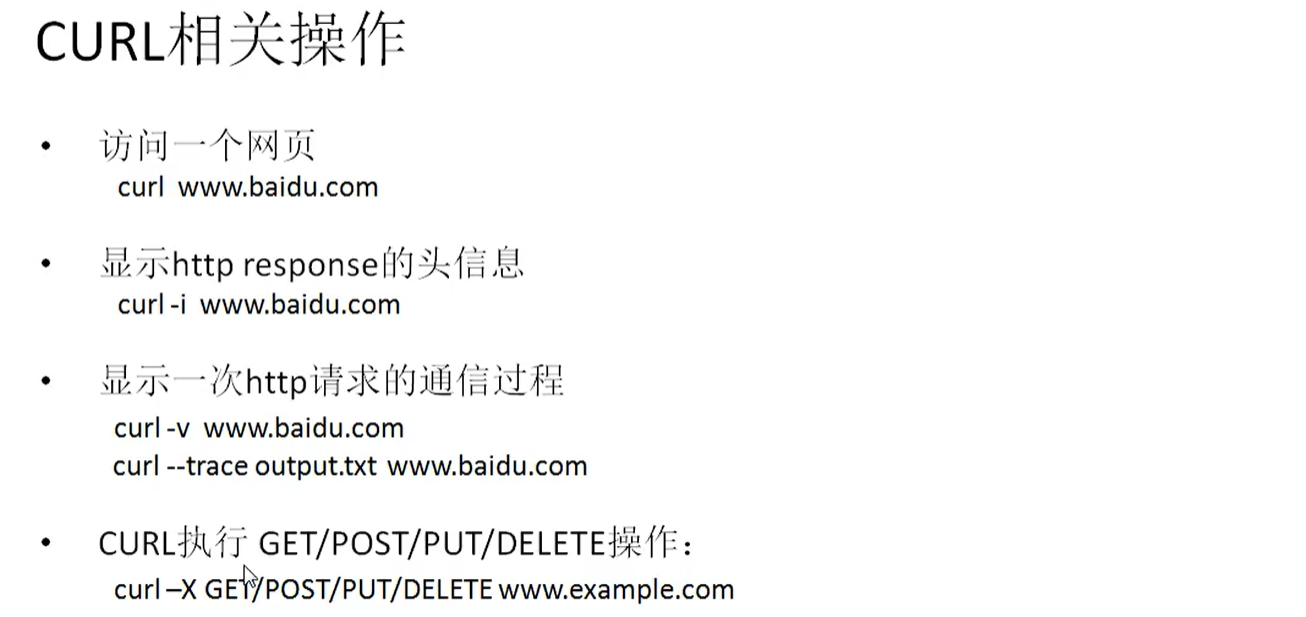 CURL相关操作
• 访问一个网页
curl www.baidu.com
• 显示http response的头信息
curl -i www.baidu.com
• 显示一次http请求的通信过程
curl -v www.baidu.com
curl --trace output.txt www.baidu.com
• CURL执行 GET/POST/PUT/DELETE操作：
curl –X GET/POST/PUT/DELETE www.example.com